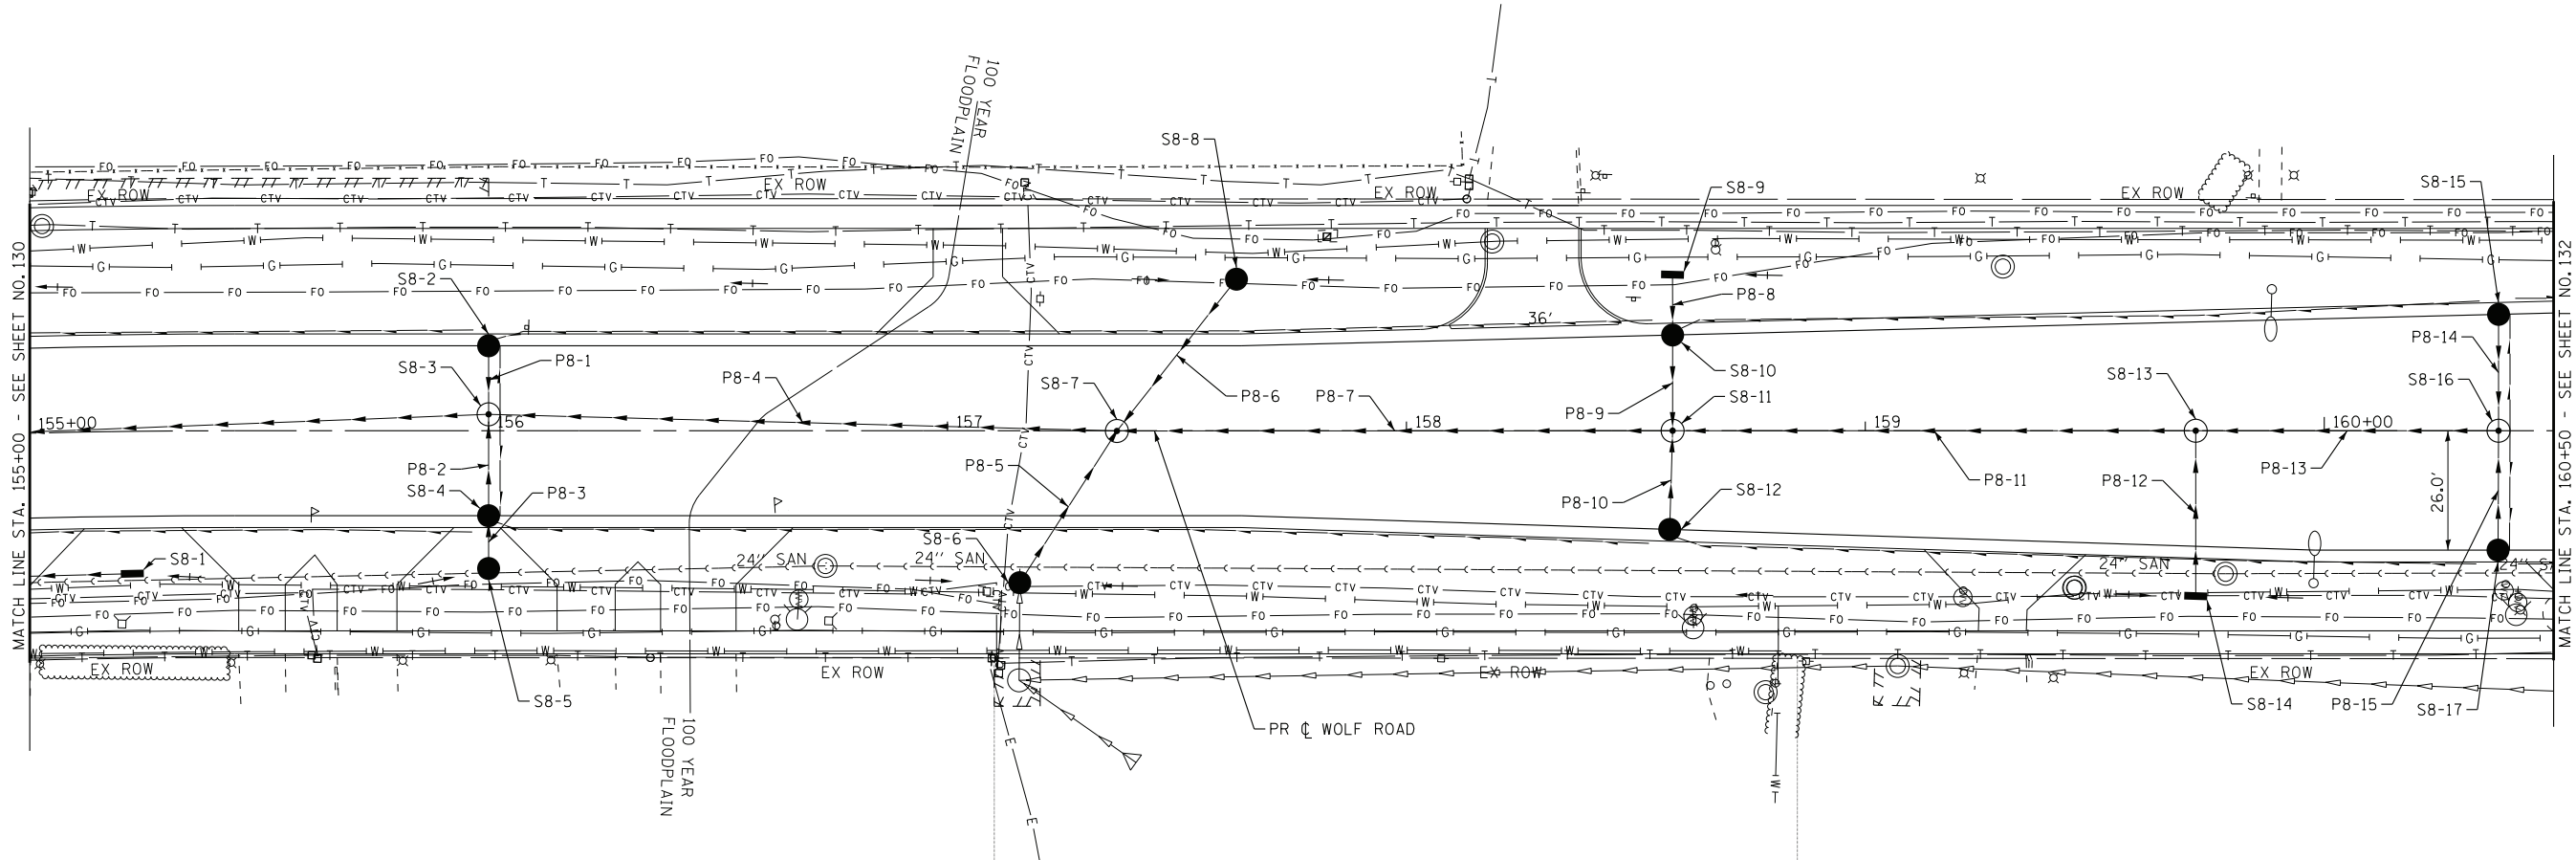 MATCH LINE STA. 155+00 - SEE SHEET NO. 130
MATCH LINE STA. 160+50 - SEE SHEET NO. 132
100 YEAR
FLOODPLAIN
EX ROW
EX ROW
EX ROW
EX ROW
S8-8
S8-9
S8-15
S8-2
P8-8
36'
S8-3
P8-1
P8-4
S8-7
P8-6
P8-7
P8-9
S8-10
S8-11
S8-13
P8-14
S8-16
155+00
156
157
158
159
160+00
P8-2
S8-4
P8-3
P8-5
P8-10
S8-12
P8-11
P8-12
P8-13
26.0'
S8-1
24" SAN
S8-6
24" SAN
24" SAN
24" SA
EX ROW
EX ROW
EX ROW
EX ROW
S8-5
S8-14
P8-15
S8-17
100 YEAR
FLOODPLAIN
PR ℄ WOLF ROAD
FO
T
CTV
W
G
E